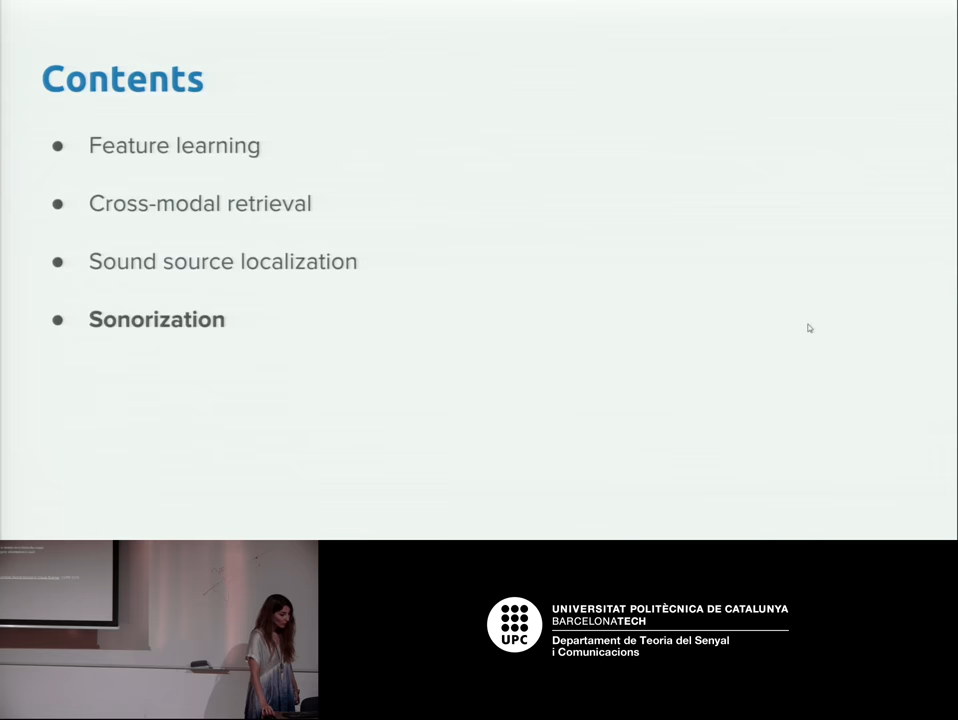 Contents
● Feature learning
● Cross-modal retrieval
● Sound source localization
● Sonorization
UPC
UNIVERSITAT POLITÈCNICA DE CATALUNYA
BARCELONATECH
Departament de Teoria del Senyal
i Comunicacions